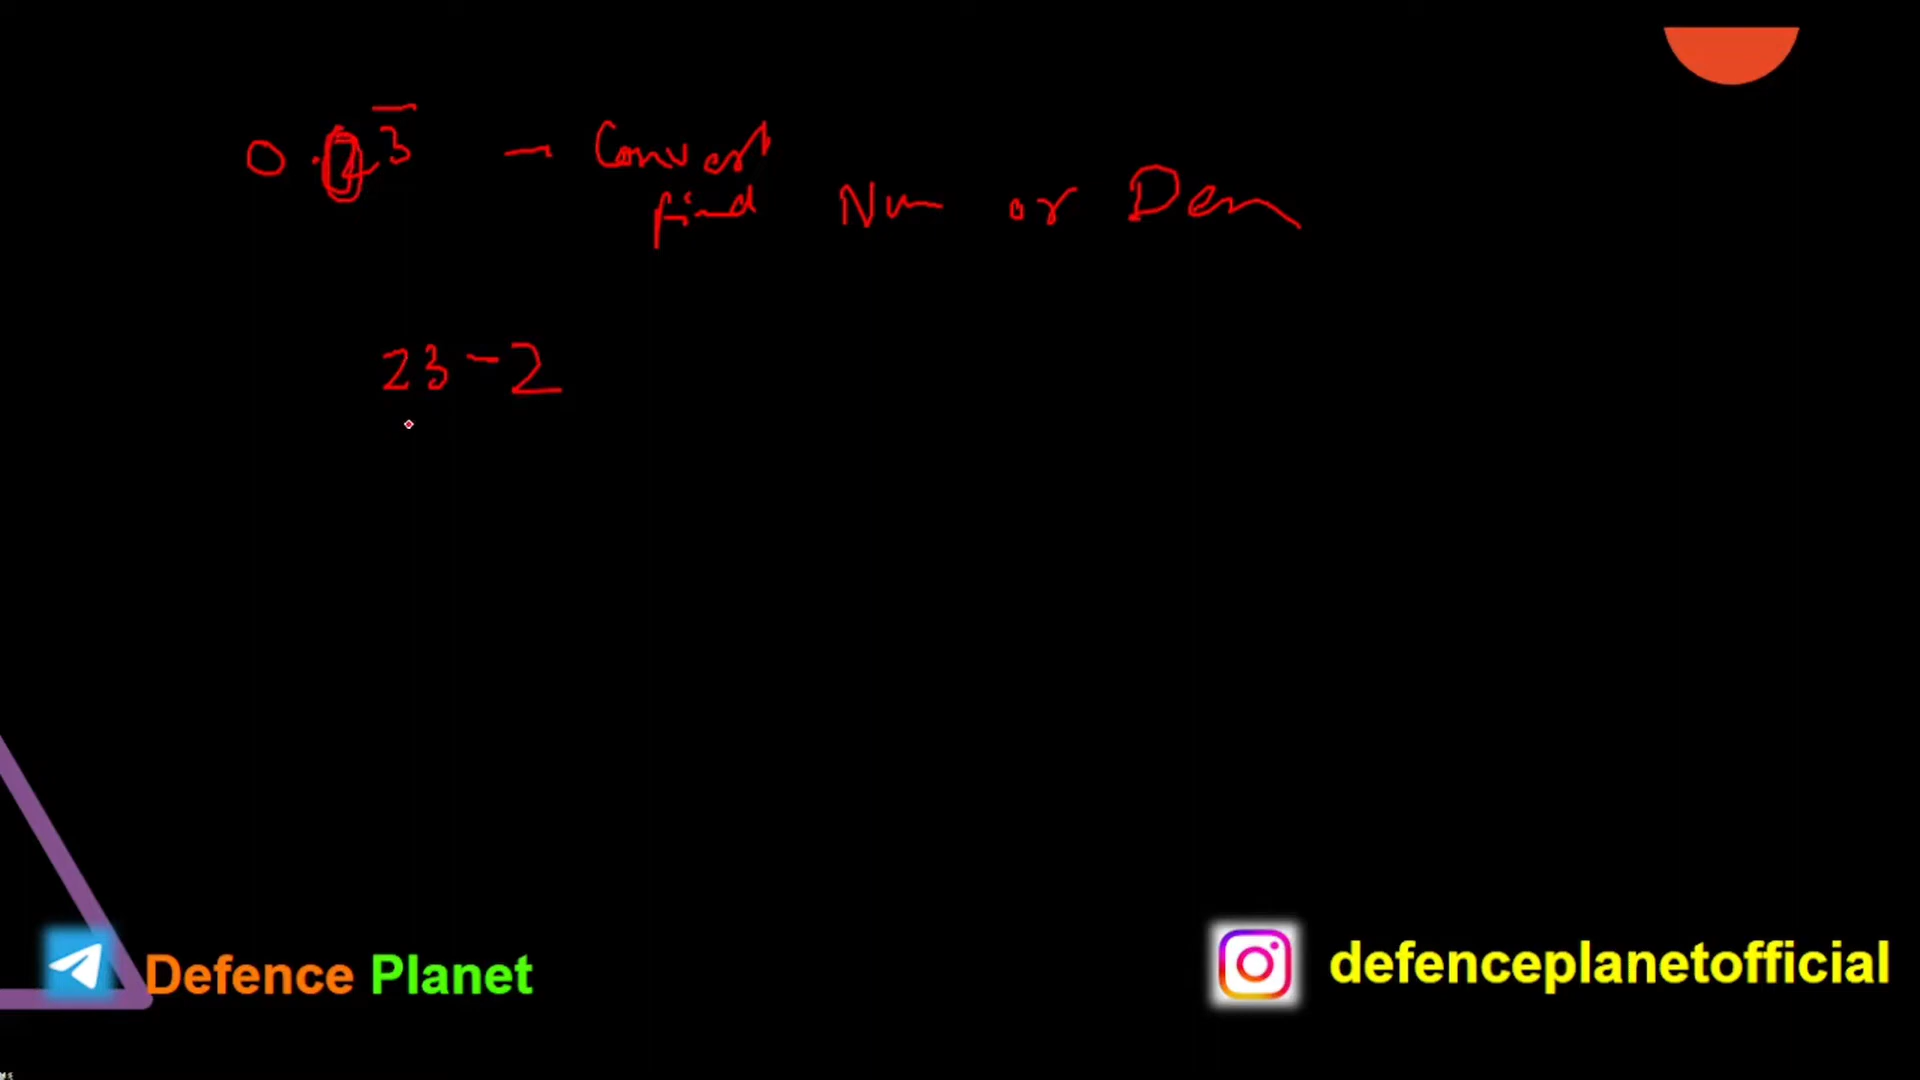 0.23̅ - Convert
find Num or Den
23-2
Defence Planet
defenceplanetofficial